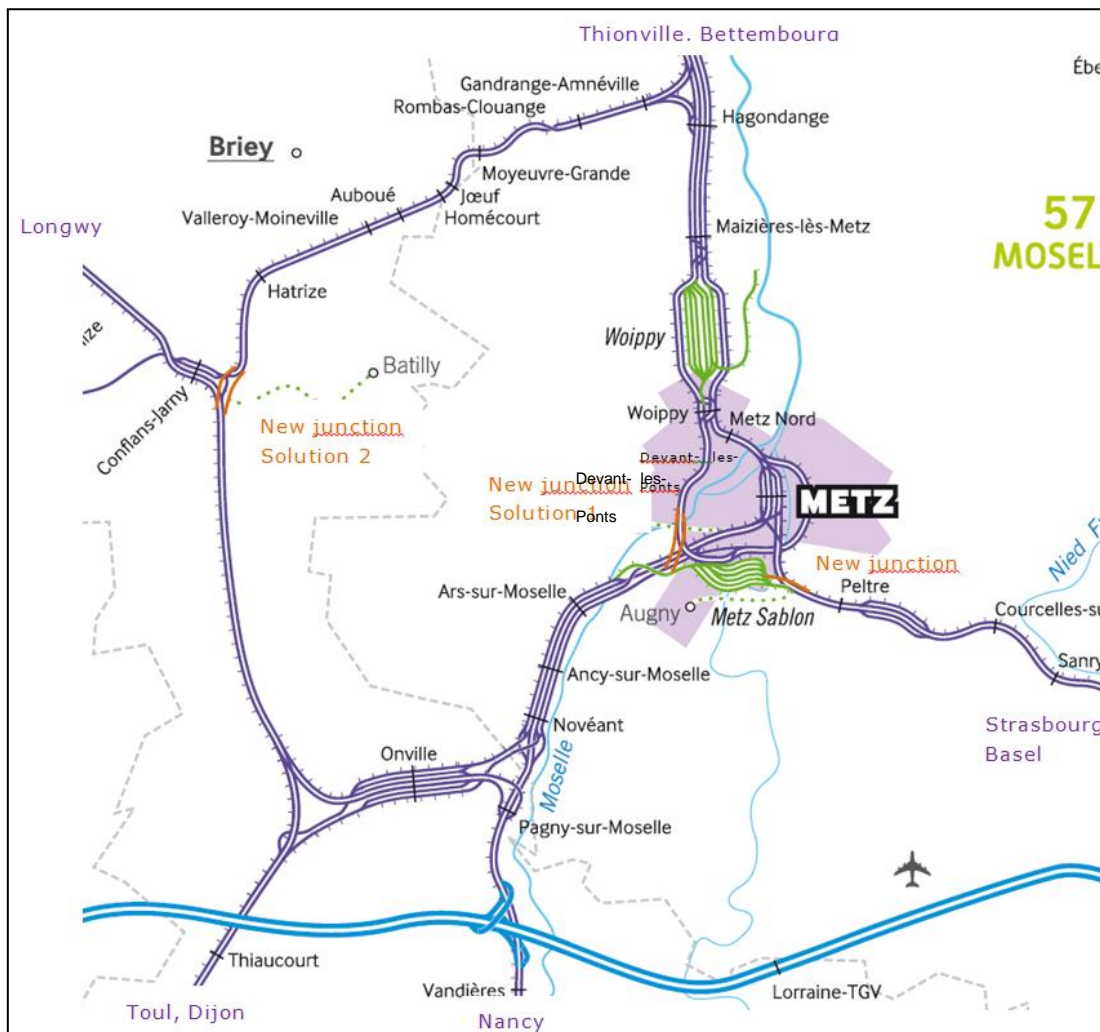 Thionville. Bettembourg
Ébe
Gandrange-Amnéville
Rombas-Clouange
Hagondange
Briey
Moyeuvre-Grande
Auboué
Jœuf
Valleroy-Moineville
Homécourt
57
MOSEL
Longwy
Maizières-lès-Metz
Hatrize
ize
Woippy
Batilly
Conflans-Jarny
Woippy
Metz Nord
New junction
Solution 2
Devant- les-
Ponts
New junction
Solution 1
Devant- les-
Ponts
METZ
New junction
Nied F
Ars-sur-Moselle
Peltre
Augny
Metz Sablon
Courcelles-su
Ancy-sur-Moselle
Sanry
Novéant
Strasbourg
Basel
Onville
Moselle
Pagny-sur-Moselle
Thiaucourt
Vandières
Lorraine-TGV
Toul, Dijon
Nancy